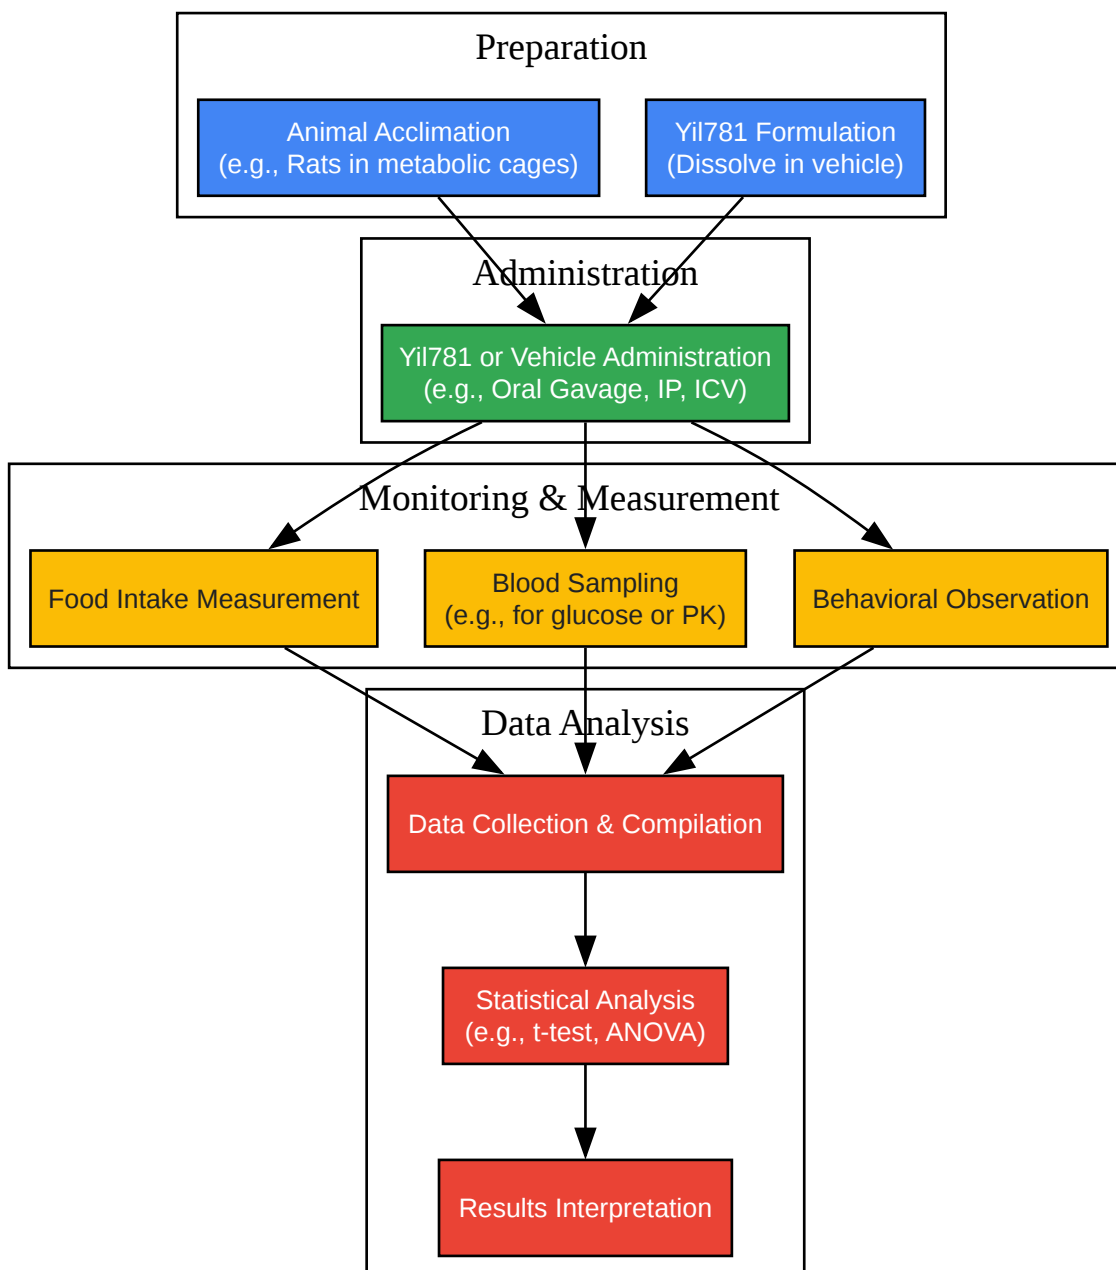 Preparation
Animal Acclimation
(e.g., Rats in metabolic cages)
Yil781 Formulation
(Dissolve in vehicle)
Administration
Yil781 or Vehicle Administration
(e.g., Oral Gavage, IP, ICV)
Monitoring & Measurement
Food Intake Measurement
Blood Sampling
(e.g., for glucose or PK)
Behavioral Observation
Data Analysis
Data Collection & Compilation
Statistical Analysis
(e.g., t-test, ANOVA)
Results Interpretation